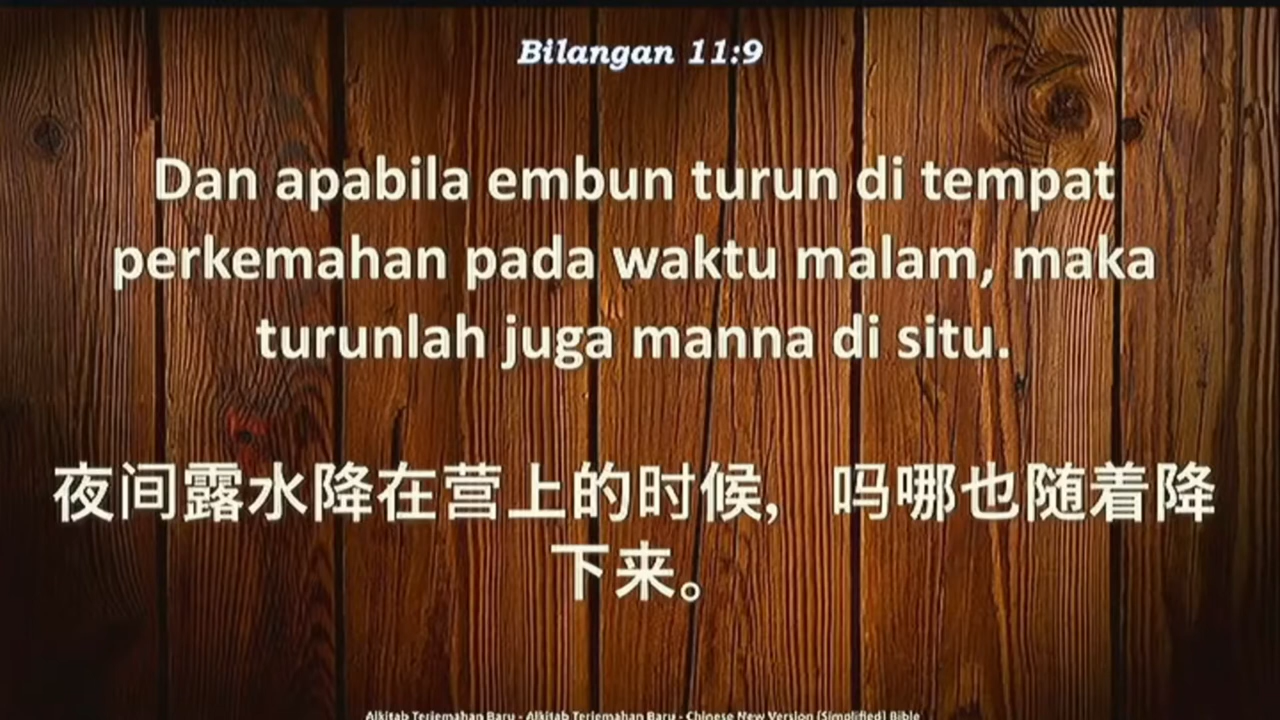 Bilangan 11:9
Dan apabila embun turun di tempat
perkemahan pada waktu malam, maka
turunlah juga manna di situ.
夜间露水降在营上的时候，吗哪也随着降
下来。
Alkitab Terjemahan Baru - Alkitab Terjemahan Baru - Chinese New Version (Simplified) Bible